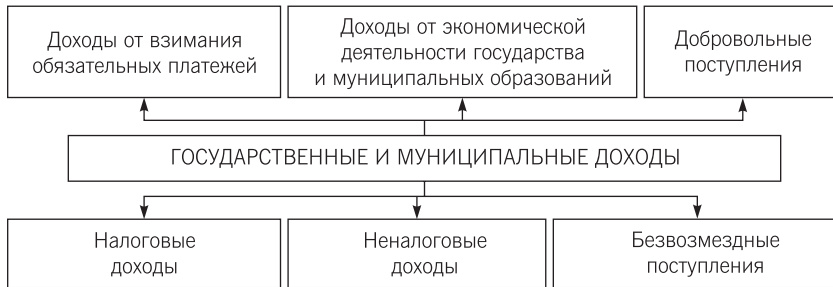 Доходы от взимания
обязательных платежей
Доходы от экономической
деятельности государства
и муниципальных образований
Добровольные
поступления
ГОСУДАРСТВЕННЫЕ И МУНИЦИПАЛЬНЫЕ ДОХОДЫ
Налоговые
доходы
Неналоговые
доходы
Безвозмездные
поступления